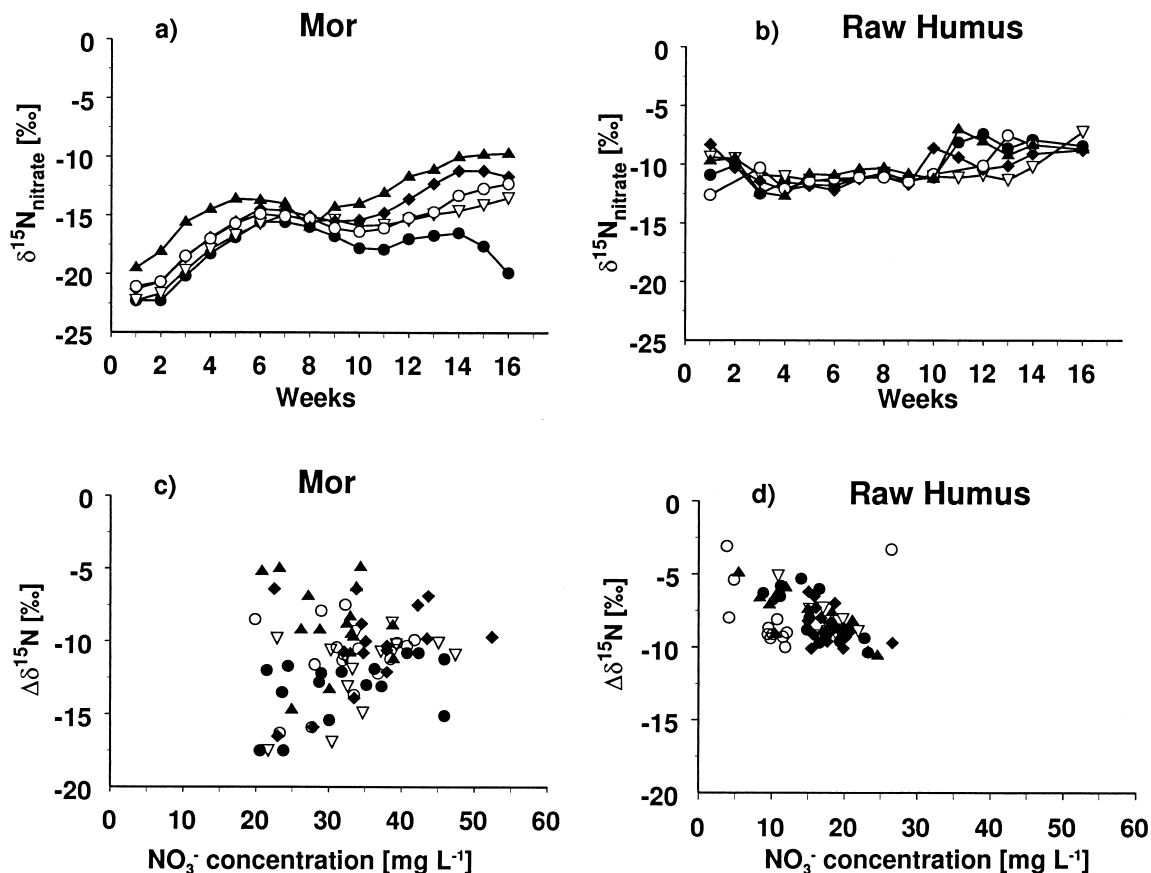 a) Mor
0
-5
-10
-15
-20
-25
δ¹⁵N_nitrate [‰]
0 2 4 6 8 10 12 14 16
Weeks
b) Raw Humus
0
-5
-10
-15
-20
-25
δ¹⁵N_nitrate [‰]
0 2 4 6 8 10 12 14 16
Weeks
c) Mor
0
-5
-10
-15
-20
Δδ¹⁵N [‰]
0 10 20 30 40 50 60
NO₃⁻ concentration [mg L⁻¹]
d) Raw Humus
0
-5
-10
-15
-20
Δδ¹⁵N [‰]
0 10 20 30 40 50 60
NO₃⁻ concentration [mg L⁻¹]